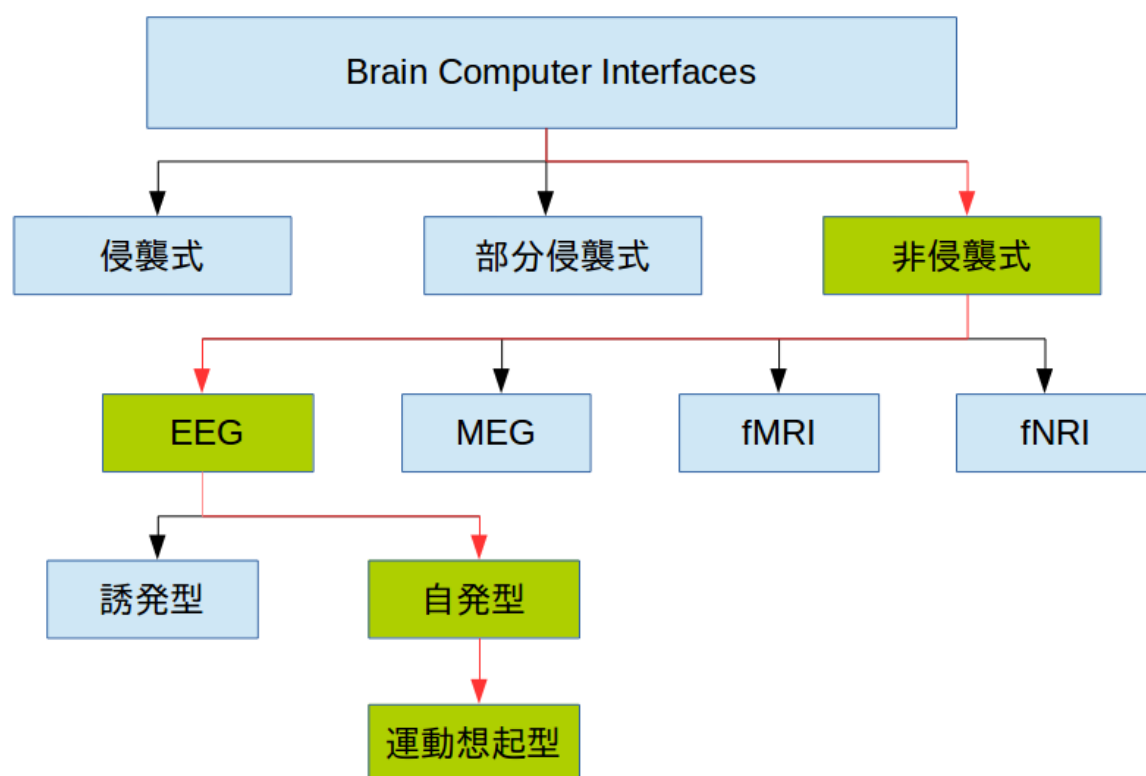 Brain Computer Interfaces
侵襲式
部分侵襲式
非侵襲式
EEG
MEG
fMRI
fNRI
誘発型
自発型
運動想起型